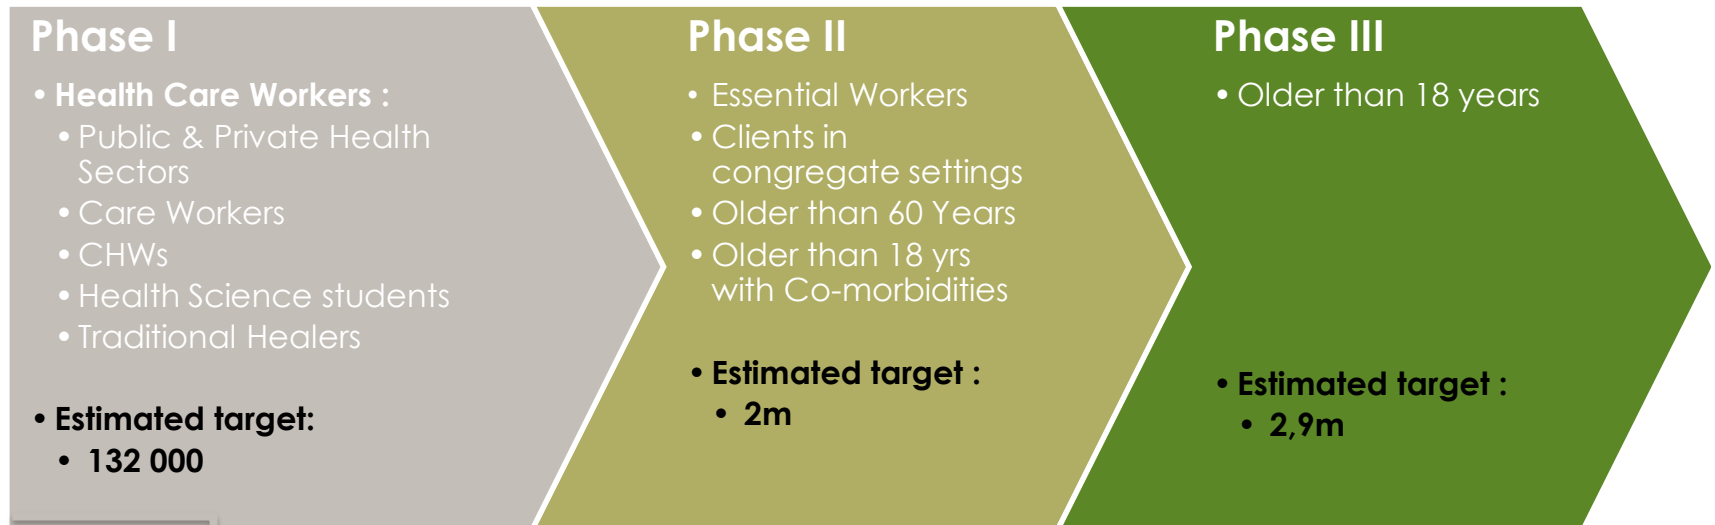 Phase I
• Health Care Workers :
• Public & Private Health
Sectors
• Care Workers
• CHWs
• Health Science students
• Traditional Healers
• Estimated target:
• 132 000
Phase II
• Essential Workers
• Clients in
congregate settings
• Older than 60 Years
• Older than 18 yrs
with Co-morbidities
• Estimated target :
• 2m
Phase III
• Older than 18 years
• Estimated target :
• 2,9m